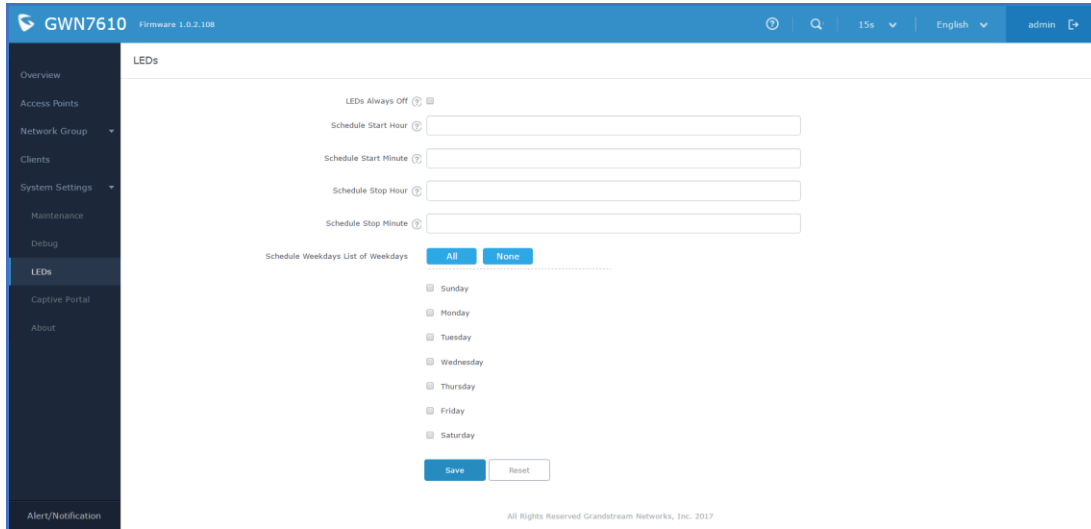 GWN7610 Firmware 1.0.2.108
15s
English
admin
Overview
Access Points
Network Group
Clients
System Settings
Maintenance
Debug
LEDs
Captive Portal
About
Alert/Notification
LEDs
LEDs Always Off
Schedule Start Hour
Schedule Start Minute
Schedule Stop Hour
Schedule Stop Minute
Schedule Weekdays List of Weekdays
All None
Sunday
Monday
Tuesday
Wednesday
Thursday
Friday
Saturday
Save Reset
All Rights Reserved Grandstream Networks, Inc. 2017